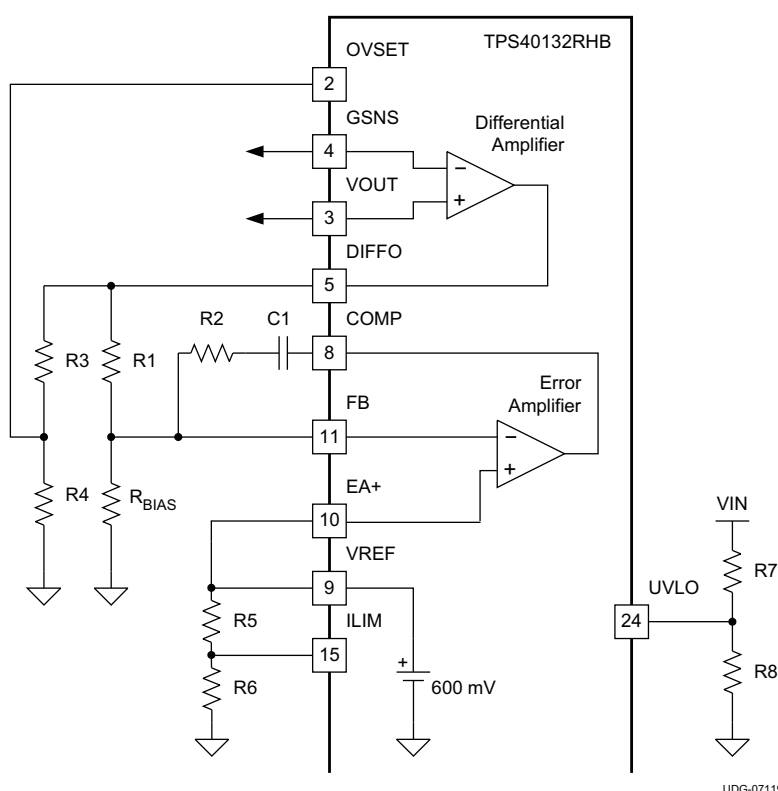 TPS40132RHB
OVSET
2
GSNS
Differential
Amplifier
4
VOUT
−
+
3
DIFFO
5
R2
C1
COMP
R3
R1
8
Error
Amplifier
FB
11
−
+
R4
RBIAS
EA+
10
VIN
VREF
9
R7
UVLO
R5
ILIM
24
15
+
R6
600 mV
R8